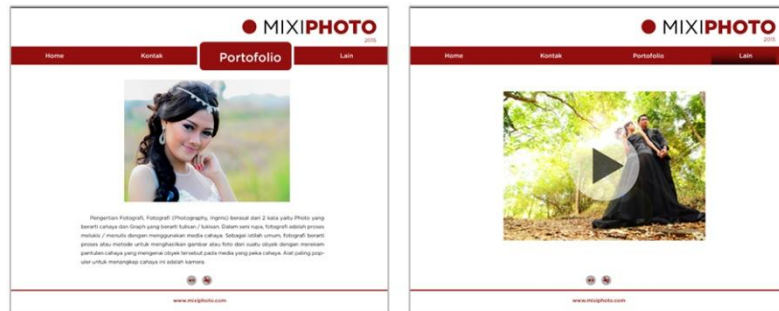 MIXIPHOTO
2015
Home Kontak Portofolio Lain
Pengertian Fotografi, Fotografi (Photography, Ingrris) berasal dari 2 kata yaitu Photo yang
berarti cahaya dan Graph yang berarti tulisan / lukisan. Dalam seni rupa, fotografi adalah proses
melukis / menulis dengan menggunakan media cahaya. Sebagai istilah umum, fotografi berarti
proses atau metode untuk menghasilkan gambar atau foto dari suatu obyek dengan merekam
pantulan cahaya yang mengenai obyek tersebut pada media yang peka cahaya. Alat paling pop-
uler untuk menangkap cahaya ini adalah kamera.
www.mixiphoto.com
MIXIPHOTO
2015
Home Kontak Portofolio Lain
www.mixiphoto.com